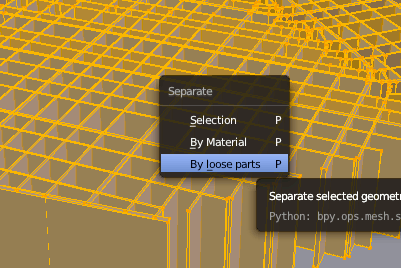 Separate
Selection P
By Material P
By loose parts P
Separate selected geometr
Python: bpy.ops.mesh.s